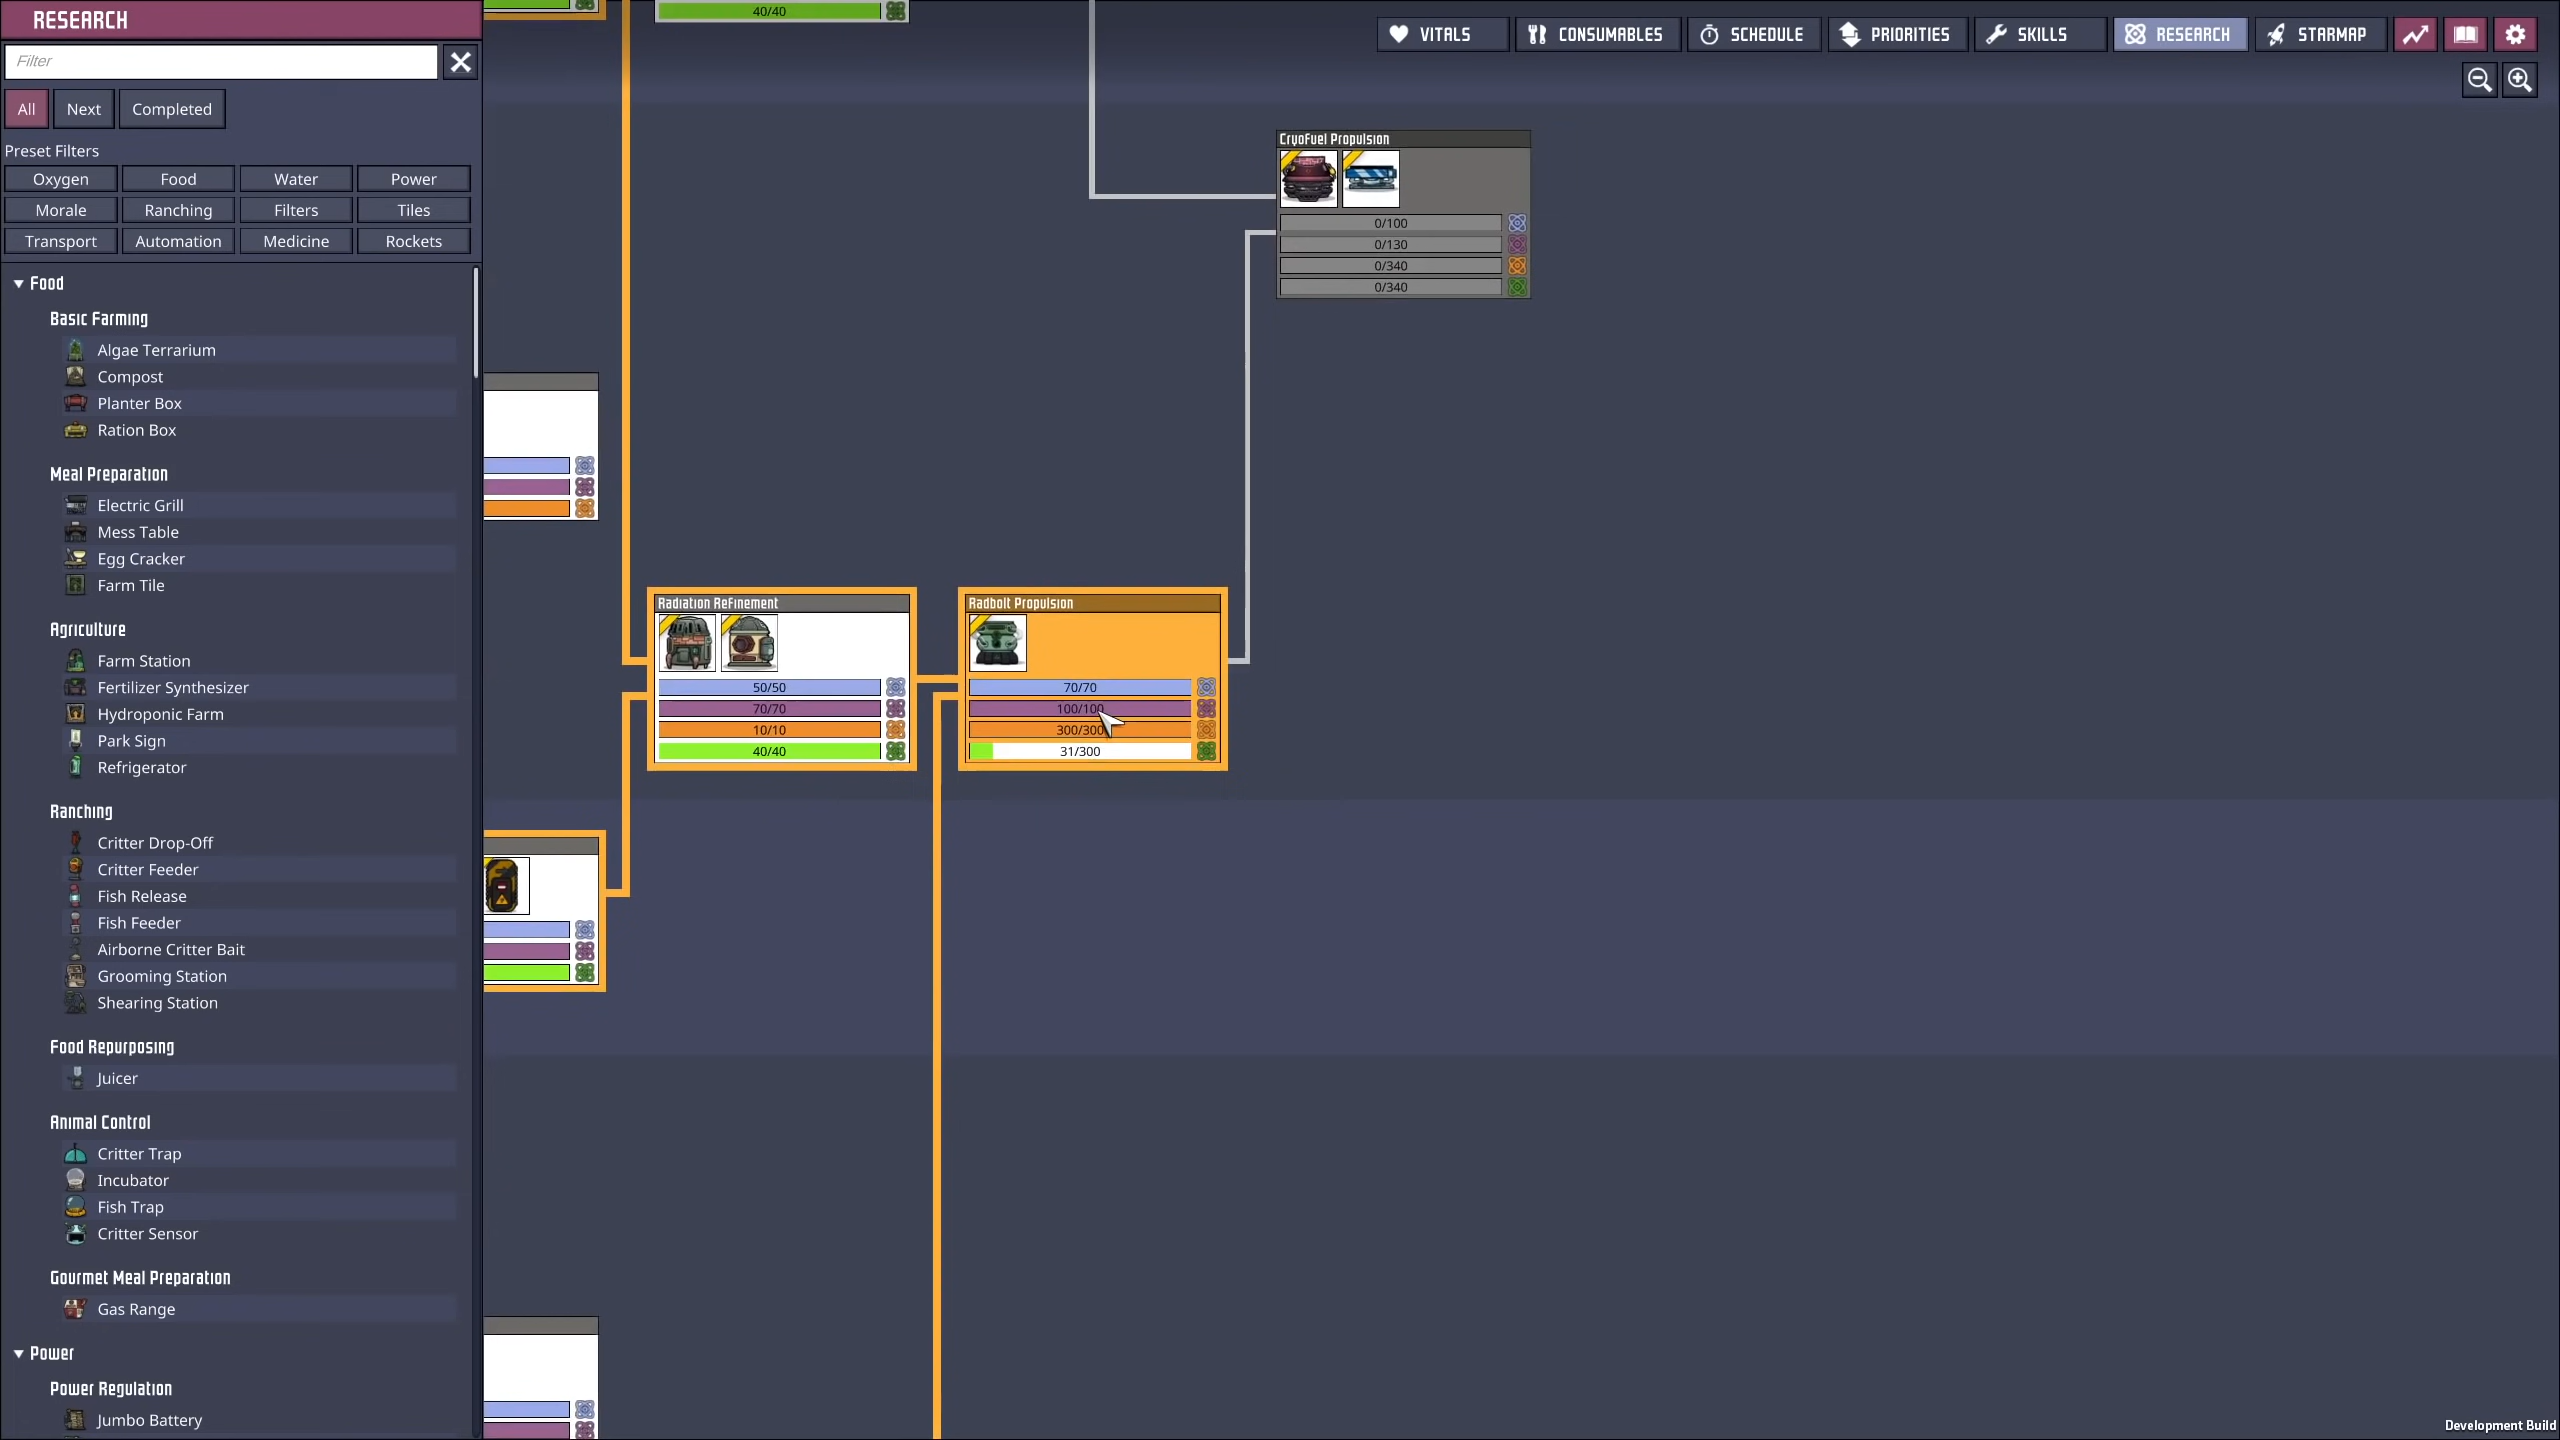 RESEARCH
Filter
All Next Completed
Preset Filters
Oxygen Food Water Power
Morale Ranching Filters Tiles
Transport Automation Medicine Rockets
Food
Basic Farming
Algae Terrarium
Compost
Planter Box
Ration Box
Meal Preparation
Electric Grill
Mess Table
Egg Cracker
Farm Tile
Agriculture
Farm Station
Fertilizer Synthesizer
Hydroponic Farm
Park Sign
Refrigerator
Ranching
Critter Drop-Off
Critter Feeder
Fish Release
Fish Feeder
Airborne Critter Bait
Grooming Station
Shearing Station
Food Repurposing
Juicer
Animal Control
Critter Trap
Incubator
Fish Trap
Critter Sensor
Gourmet Meal Preparation
Gas Range
Power
Power Regulation
Jumbo Battery
40/40
VITALS CONSUMABLES SCHEDULE PRIORITIES SKILLS RESEARCH STARMAP
CryoFuel Propulsion
0/100
0/130
0/340
0/340
Radiation Refinement
50/50
70/70
10/10
40/40
Radbolt Propulsion
70/70
100/100
300/300
31/300
Development Build